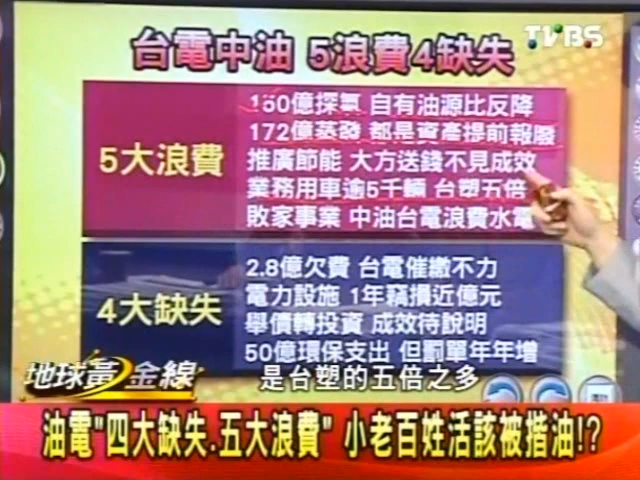 TVBS
台電中油 5浪費4缺失
5大浪費
150億探氣 自有油源比反降
172億蒸發 都是資產提前報廢
推廣節能 大方送錢不見成效
業務用車逾5千輛 台塑五倍
敗家事業 中油台電浪費水電
4大缺失
2.8億欠費 台電催繳不力
電力設施 1年竊損近億元
舉債轉投資 成效待說明
50億環保支出 但罰單年年增
地球黃金線
是台塑的五倍之多
油電"四大缺失.五大浪費" 小老百姓活該被揩油!?